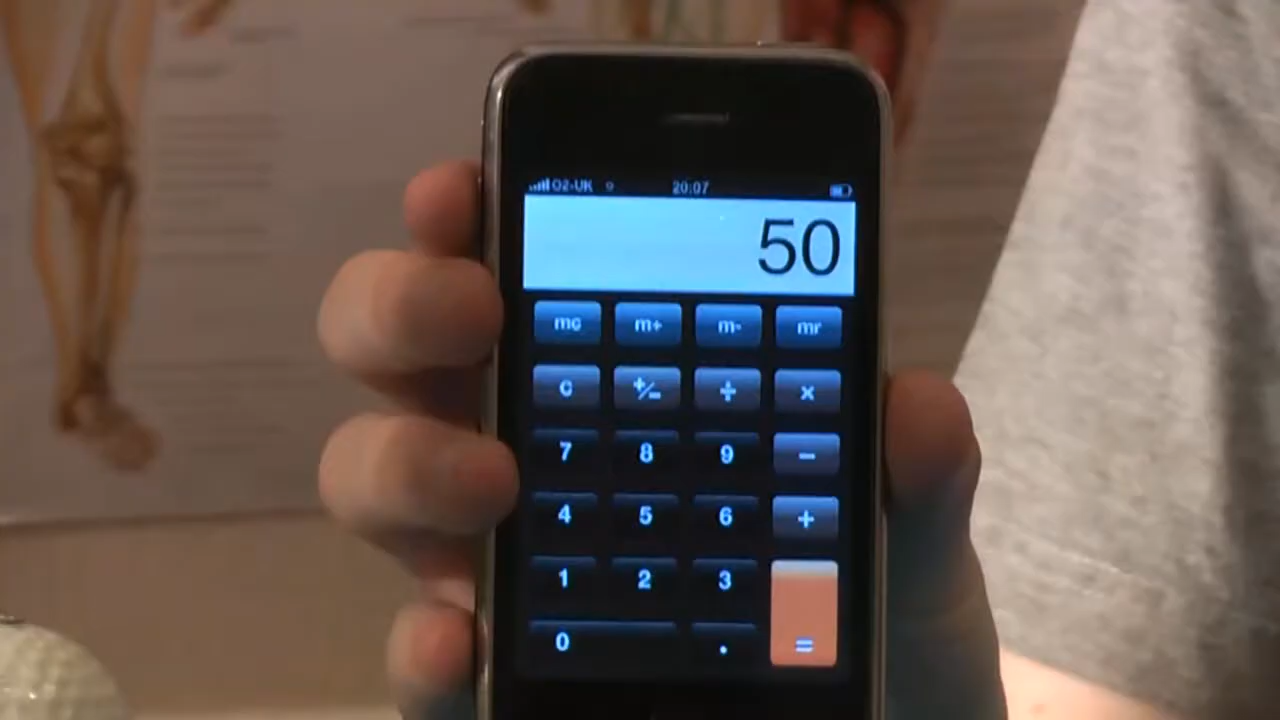 O2-UK 20:07
50
mc m+ m- mr
c +/- ÷ ×
7 8 9 −
4 5 6 +
1 2 3
0 . =